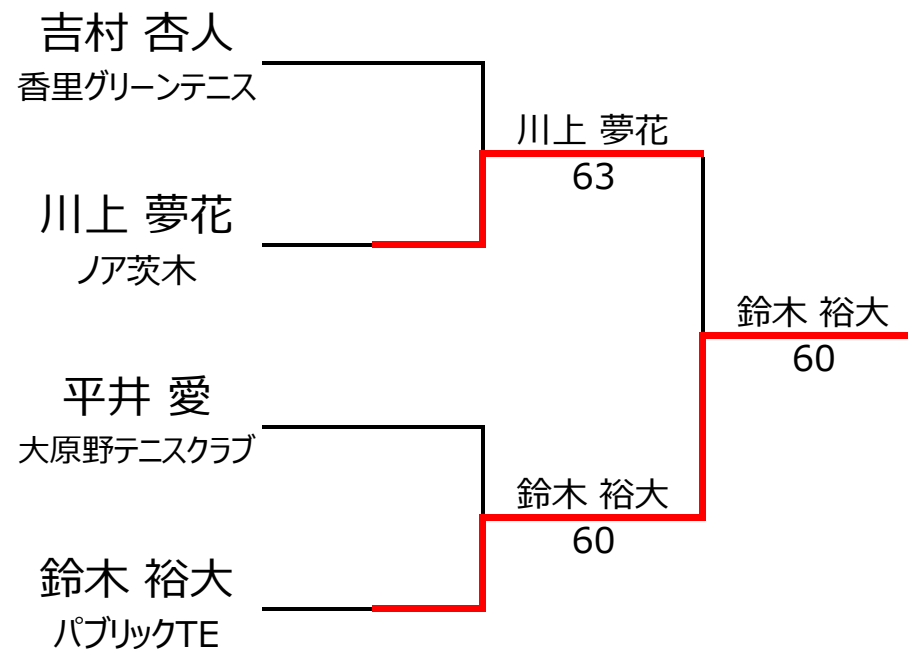 吉村 杏人
香里グリーンテニス
川上 夢花
63
川上 夢花
ノア茨木
鈴木 裕大
60
平井 愛
大原野テニスクラブ
鈴木 裕大
60
鈴木 裕大
パブリックTE